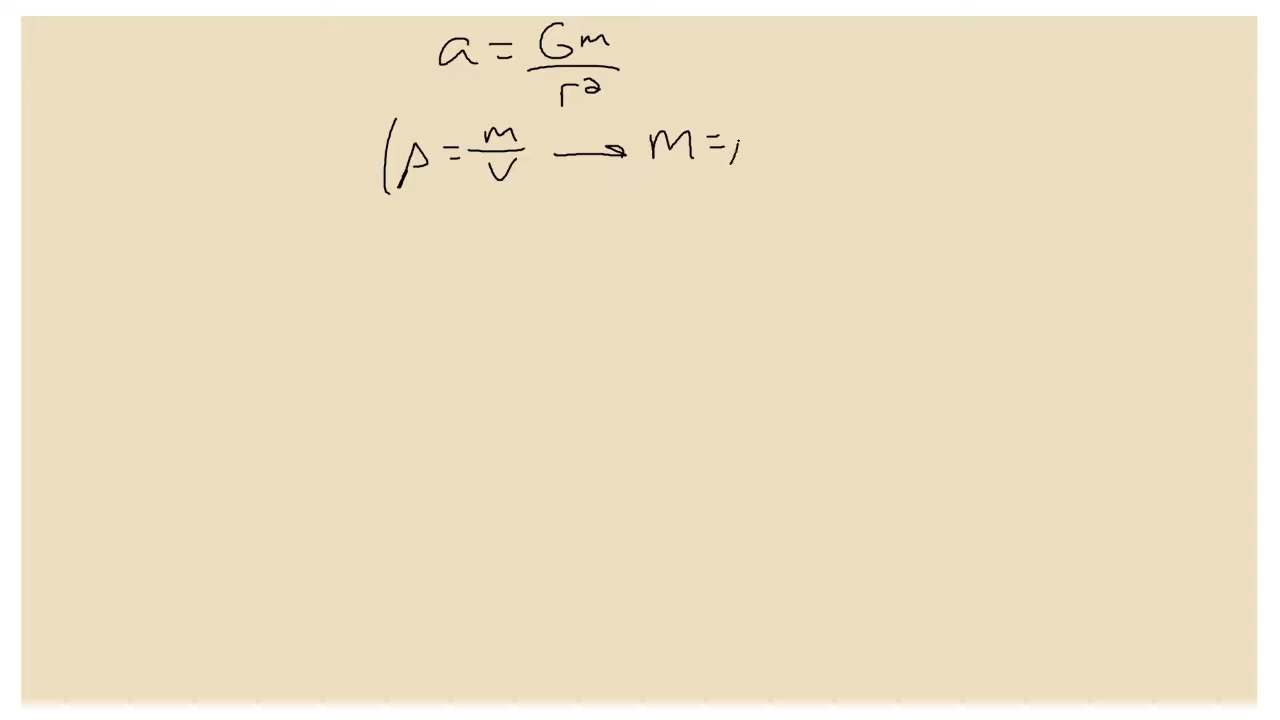 a = Gm / r²
(ρ = m / V → m =